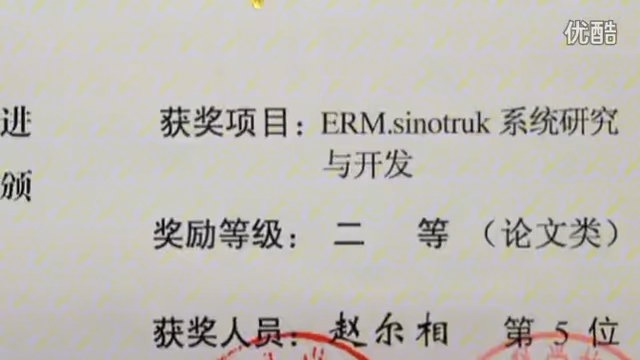 优酷
进
颁
获奖项目：ERM.sinotruk 系统研究
与开发
奖励等级： 二 等 （论文类）
获奖人员：赵尔相 第 5 位